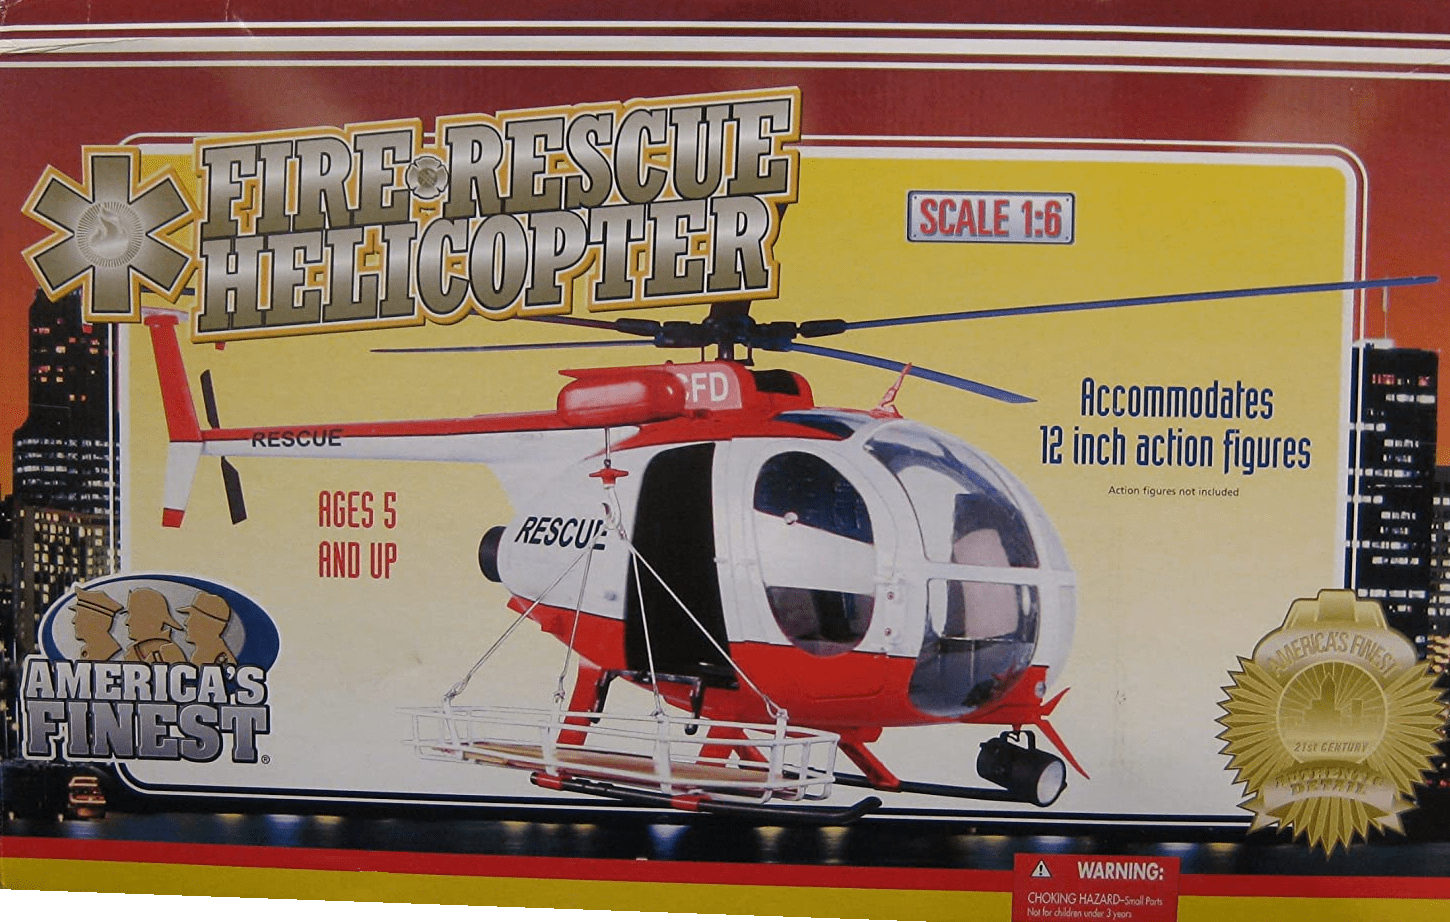 FIRE RESCUE
HELICOPTER
SCALE 1:6
Accommodates
12 inch action figures
Action figures not included
FD
RESCUE
AGES 5
AND UP
RESCUE
AMERICA'S
FINEST®
AMERICA'S FINEST
21st CENTURY
AUTHENTIC
DETAIL
WARNING:
CHOKING HAZARD-Small Parts
Not for children under 3 years